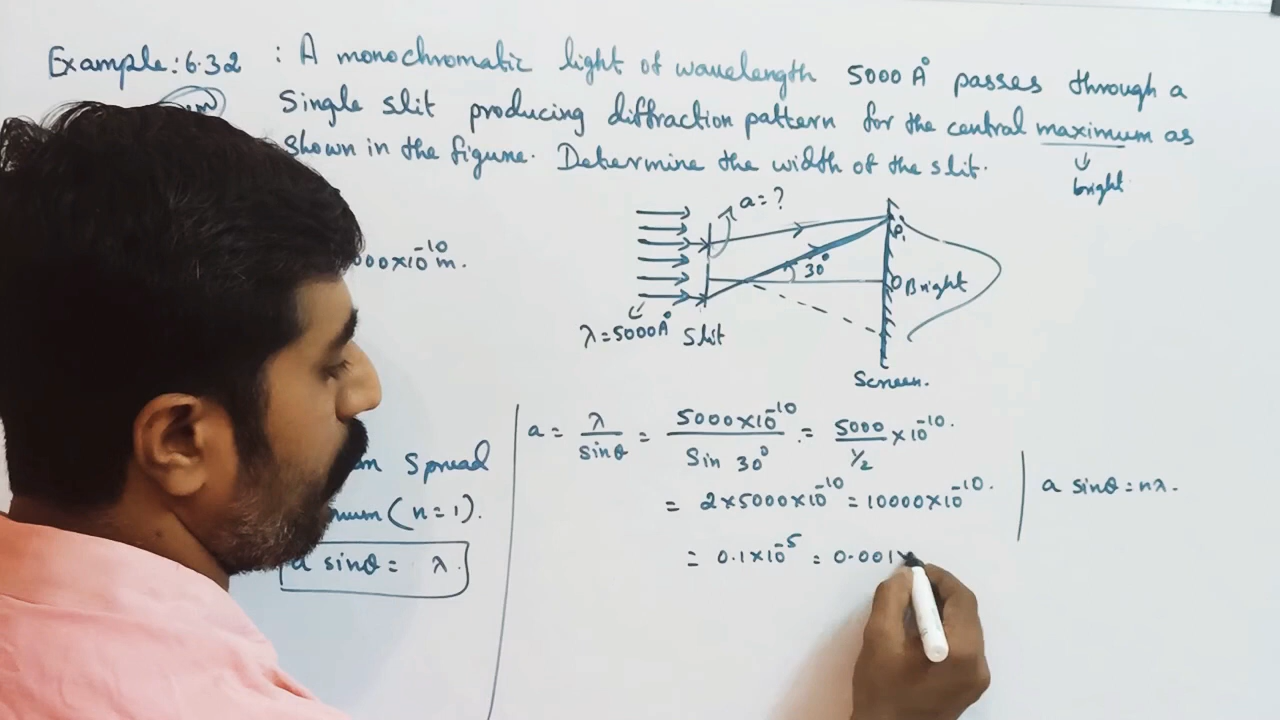 Example: 6.32 : A monochromatic light of wavelength 5000 A° passes through a
Single slit producing diffraction pattern for the central maximum as
shown in the figure. Determine the width of the slit.
bright
a = ?
P₁
30°
O Bright
λ = 5000A° Slit
Screen.
000×10⁻¹⁰ m.
Spread
(n = 1).
a sinθ = λ
a = λ/sinθ = 5000×10⁻¹⁰/Sin 30° = 5000/½ ×10⁻¹⁰.
= 2×5000×10⁻¹⁰ = 10000×10⁻¹⁰.
= 0.1×10⁻⁵ = 0.001×
a sinθ = nλ.